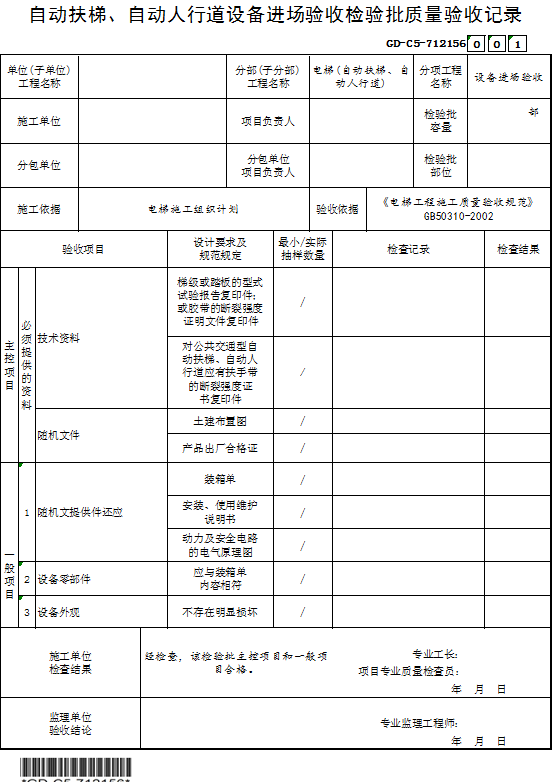 自动扶梯、自动人行道设备进场验收检验批质量验收记录
GD-C5-712156 0 0 1
单位(子单位)
工程名称
分部(子分部)
工程名称
电梯(自动扶梯、自
动人行道)
分项工程
名称
设备进场验收
施工单位
项目负责人
检验批
容量
部
分包单位
分包单位
项目负责人
检验批
部位
施工依据
电梯施工组织计划
验收依据
《电梯工程施工质量验收规范》
GB50310-2002
验收项目
设计要求及
规范规定
最小/实际
抽样数量
检查记录
检查结果
主
控
项
目
必
须
提
供
的
资
料
技术资料
梯级或踏板的型式
试验报告复印件;
或胶带的断裂强度
证明文件复印件
/
对公共交通型自
动扶梯、自动人
行道应有扶手带
的断裂强度证
书复印件
/
随机文件
土建布置图
/
产品出厂合格证
/
一
般
项
目
1
随机文提供件还应
装箱单
/
安装、使用维护
说明书
/
动力及安全电路
的电气原理图
/
2
设备零部件
应与装箱单
内容相符
/
3
设备外观
不存在明显损坏
/
施工单位
检查结果
经检查，该检验批主控项目和一般项
目合格。
专业工长:
项目专业质量检查员:
年 月 日
监理单位
验收结论
专业监理工程师:
年 月 日
*GD-C5-712156*